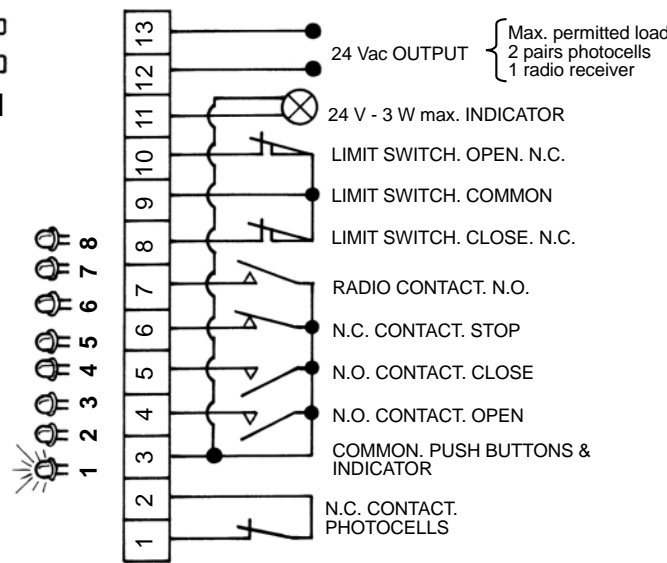 13
24 Vac OUTPUT
Max. permitted load
2 pairs photocells
1 radio receiver
12
11
24 V - 3 W max. INDICATOR
10
LIMIT SWITCH. OPEN. N.C.
9
LIMIT SWITCH. COMMON
8
8
LIMIT SWITCH. CLOSE. N.C.
7
7
RADIO CONTACT. N.O.
6
6
N.C. CONTACT. STOP
5
5
N.O. CONTACT. CLOSE
4
4
N.O. CONTACT. OPEN
3
3
COMMON. PUSH BUTTONS &
INDICATOR
2
2
N.C. CONTACT.
PHOTOCELLS
1
1